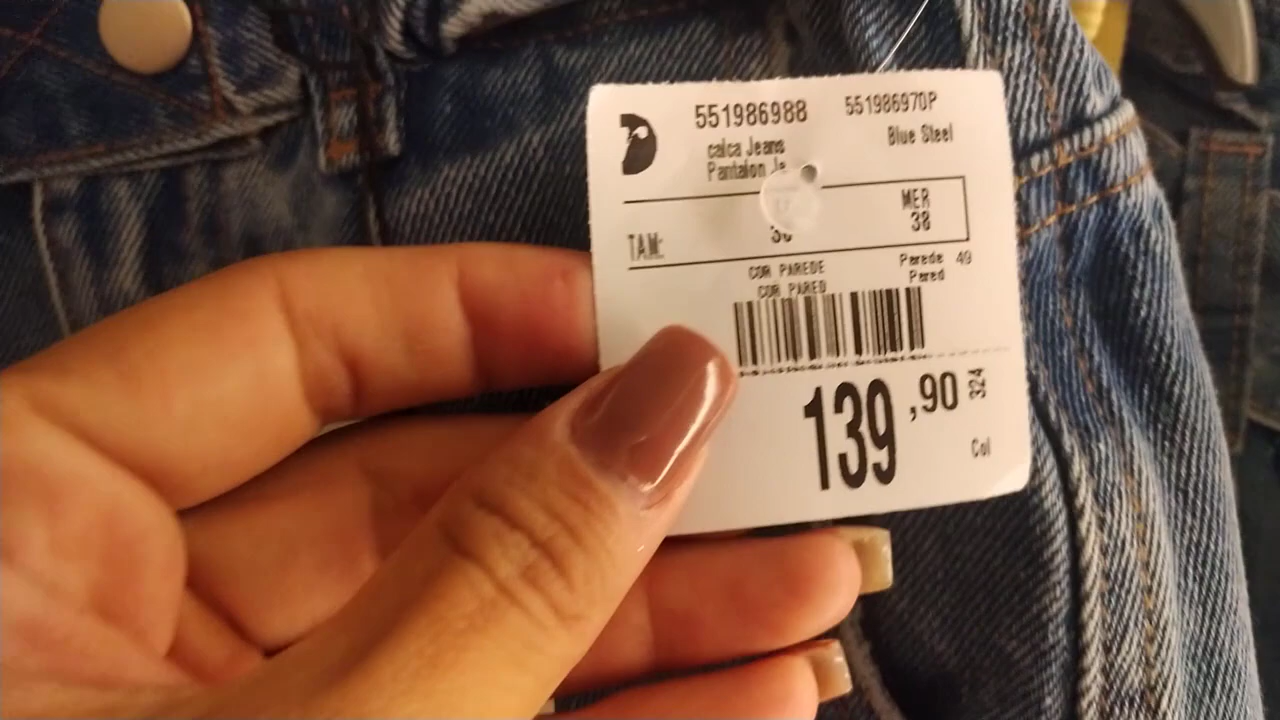 551986988 551986970P
Blue Steel
calca Jeans
Pantalon
MER
TAM: 38
COR PAREDE Parede 49
COR PARED Pared
139,90 324
Col